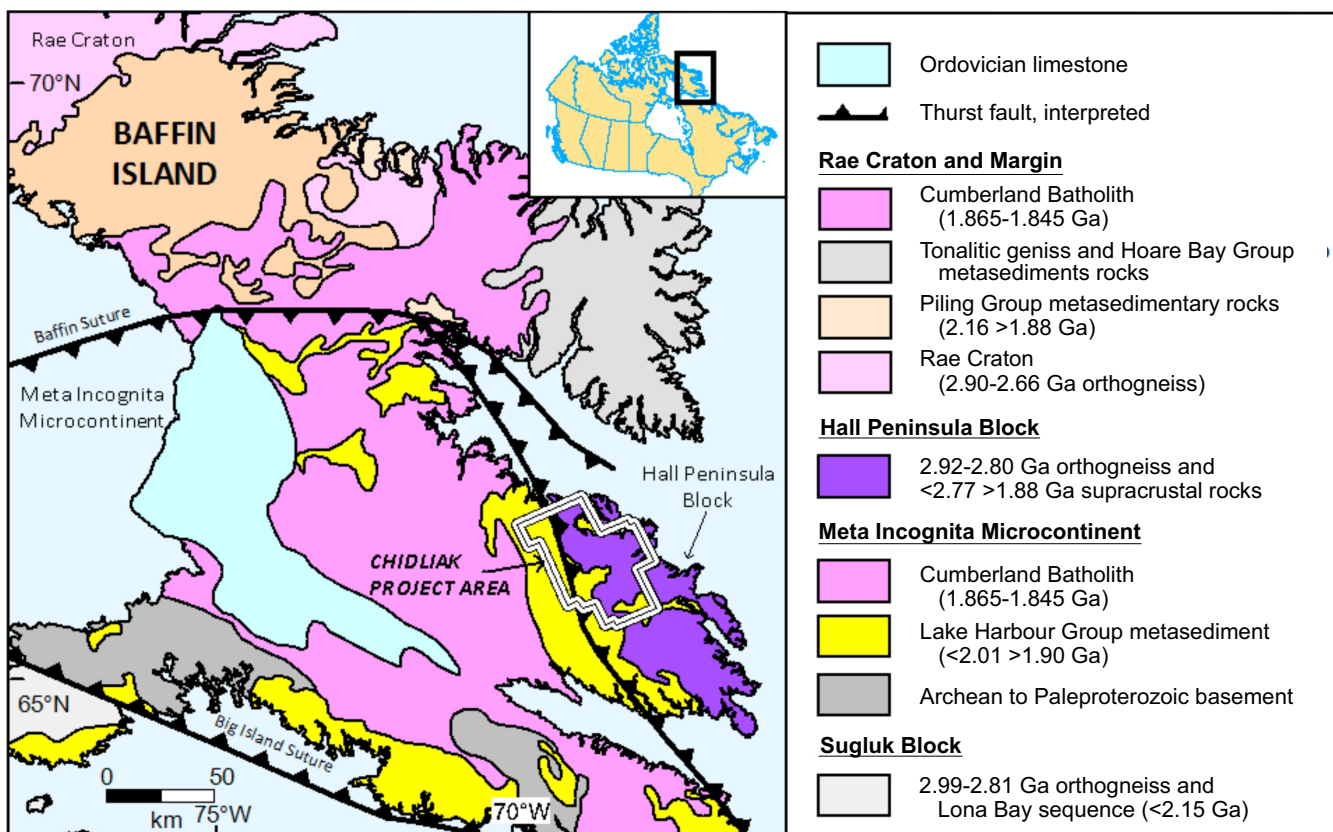 Rae Craton
70°N
BAFFIN
ISLAND
Baffin Suture
Meta Incognita
Microcontinent
Hall Peninsula
Block
CHIDLIAK
PROJECT AREA
65°N
Big Island Suture
0 50
km
75°W
70°W
Ordovician limestone
Thurst fault, interpreted
Rae Craton and Margin
Cumberland Batholith
(1.865-1.845 Ga)
Tonalitic geniss and Hoare Bay Group
metasediments rocks
Piling Group metasedimentary rocks
(2.16 >1.88 Ga)
Rae Craton
(2.90-2.66 Ga orthogneiss)
Hall Peninsula Block
2.92-2.80 Ga orthogneiss and
<2.77 >1.88 Ga supracrustal rocks
Meta Incognita Microcontinent
Cumberland Batholith
(1.865-1.845 Ga)
Lake Harbour Group metasediment
(<2.01 >1.90 Ga)
Archean to Paleproterozoic basement
Sugluk Block
2.99-2.81 Ga orthogneiss and
Lona Bay sequence (<2.15 Ga)